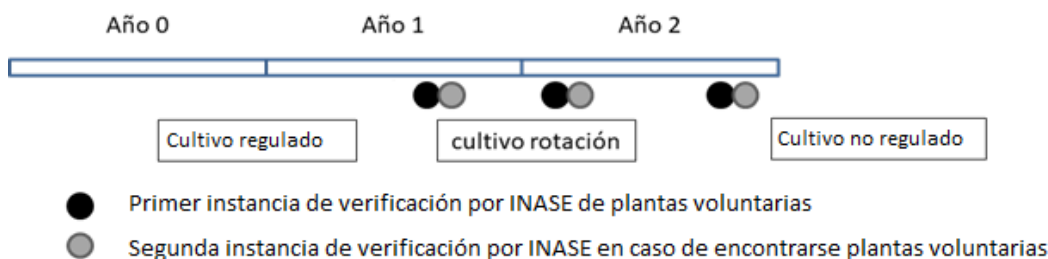 Año 0 Año 1 Año 2
Cultivo regulado cultivo rotación Cultivo no regulado
Primer instancia de verificación por INASE de plantas voluntarias
Segunda instancia de verificación por INASE en caso de encontrarse plantas voluntarias